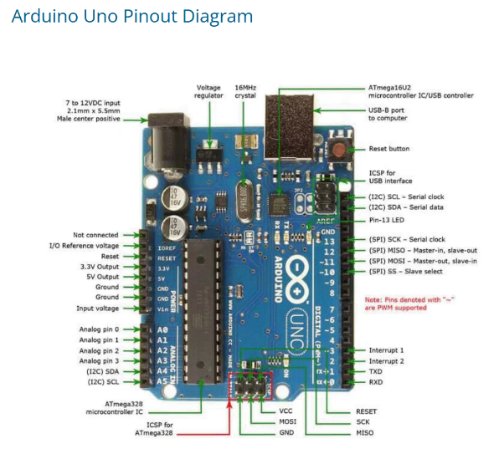 Arduino Uno Pinout Diagram
7 to 12VDC input
2.1mm x 5.5mm
Male center positive
Voltage
regulator
16MHz
crystal
ATmega16U2
microcontroller IC/USB controller
USB-B port
to computer
Reset button
ICSP for
USB interface
(I2C) SCL – Serial clock
(I2C) SDA – Serial data
Pin-13 LED
(SPI) SCK – Serial clock
(SPI) MISO – Master-in, slave-out
(SPI) MOSI – Master-out, slave-in
(SPI) SS – Slave select
Note: Pins denoted with "~"
are PWM supported
Interrupt 1
Interrupt 2
TXD
RXD
Not connected
I/O Reference voltage
Reset
3.3V Output
5V Output
Ground
Ground
Input voltage
Analog pin 0
Analog pin 1
Analog pin 2
Analog pin 3
(I2C) SDA
(I2C) SCL
ATmega328
microcontroller IC
ICSP for
ATmega328
VCC
MOSI
GND
RESET
SCK
MISO
IOREF
RESET
3.3V
5V
GND
GND
Vin
POWER
A0
A1
A2
A3
A4
A5
ANALOG IN
AREF
GND
13
12
~11
~10
~9
8
7
~6
~5
4
~3
2
TX 1
RX 0
ARDUINO
UNO
ON